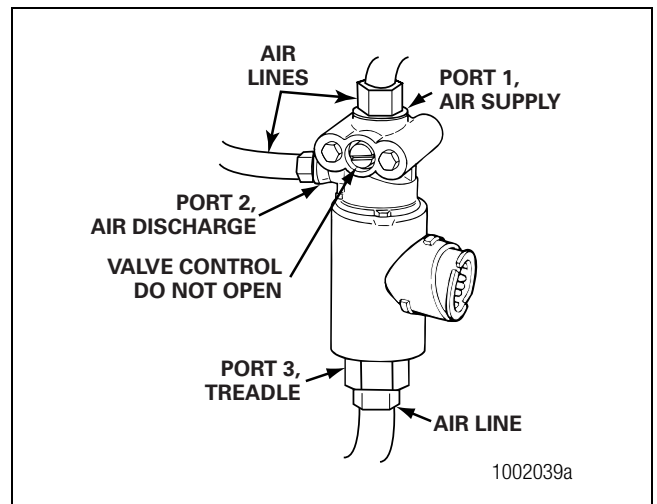 AIR
LINES
PORT 1,
AIR SUPPLY
PORT 2,
AIR DISCHARGE
VALVE CONTROL
DO NOT OPEN
PORT 3,
TREADLE
AIR LINE
1002039a